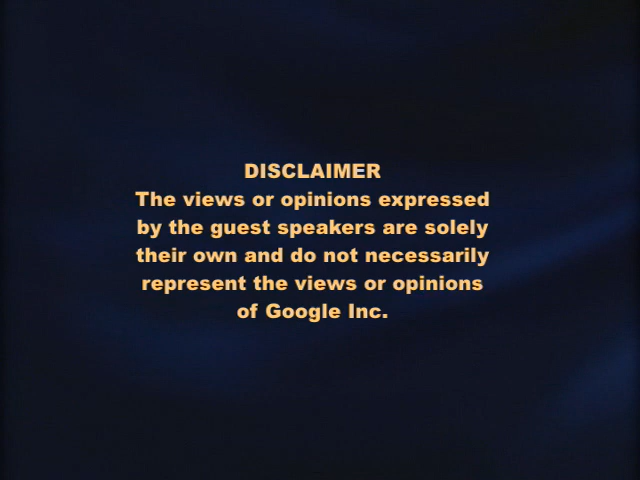 DISCLAIMER
The views or opinions expressed
by the guest speakers are solely
their own and do not necessarily
represent the views or opinions
of Google Inc.